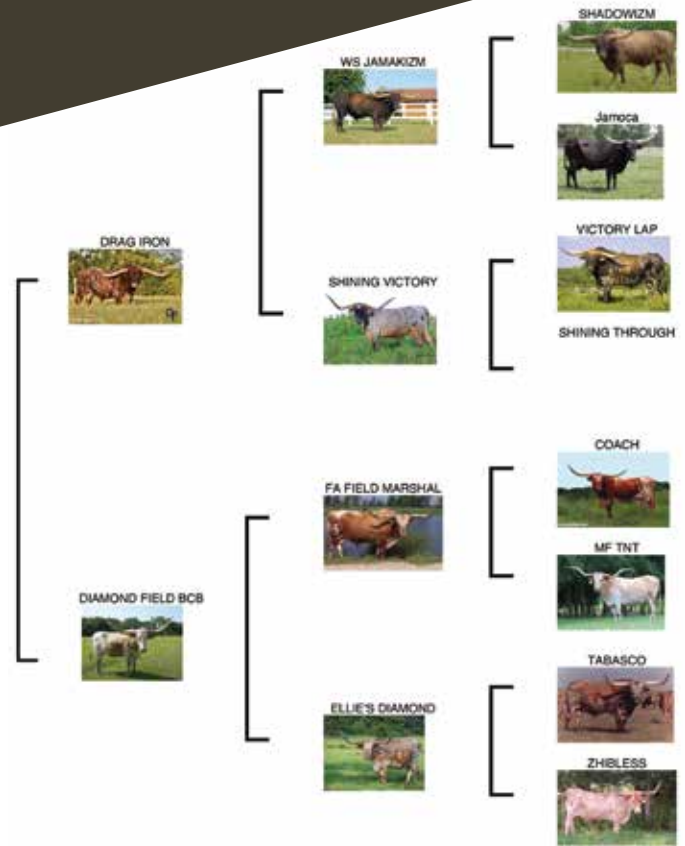 SHADOWIZM
WS JAMAKIZM
Jamoca
DRAG IRON
VICTORY LAP
SHINING VICTORY
SHINING THROUGH
COACH
FA FIELD MARSHAL
MF TNT
DIAMOND FIELD BCB
TABASCO
ELLIE'S DIAMOND
ZHIBLESS